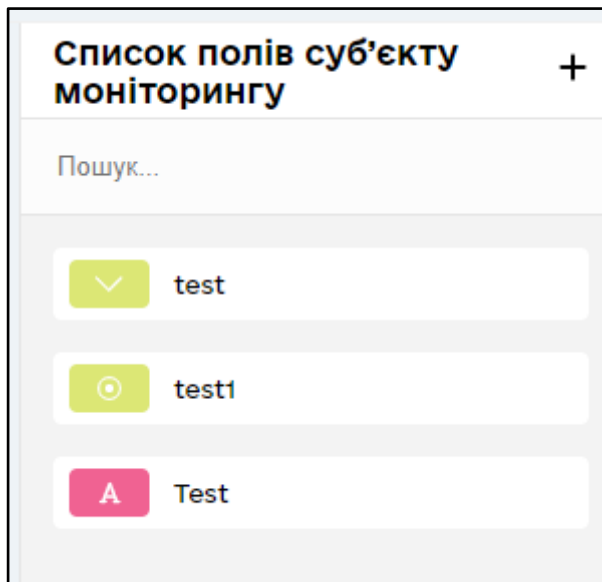 Список полів суб’єкту
моніторингу
Пошук...
test
test1
A Test